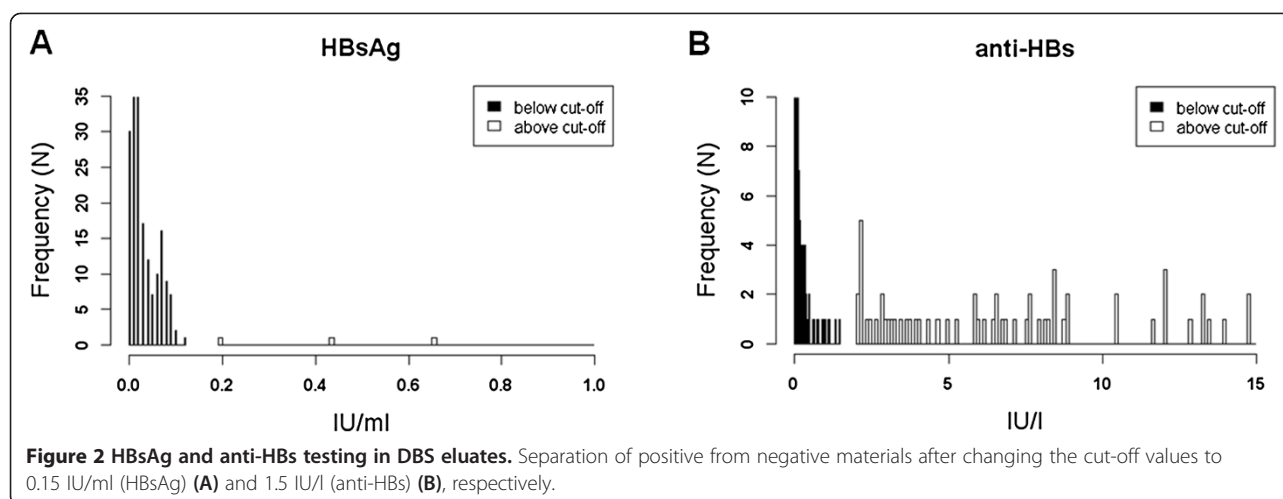 A
HBsAg
Frequency (N)
0 5 10 15 20 25 30 35
below cut-off
above cut-off
0.0 0.2 0.4 0.6 0.8 1.0
IU/ml
B
anti-HBs
Frequency (N)
0 2 4 6 8 10
below cut-off
above cut-off
0 5 10 15
IU/l
Figure 2 HBsAg and anti-HBs testing in DBS eluates. Separation of positive from negative materials after changing the cut-off values to
0.15 IU/ml (HBsAg) (A) and 1.5 IU/l (anti-HBs) (B), respectively.